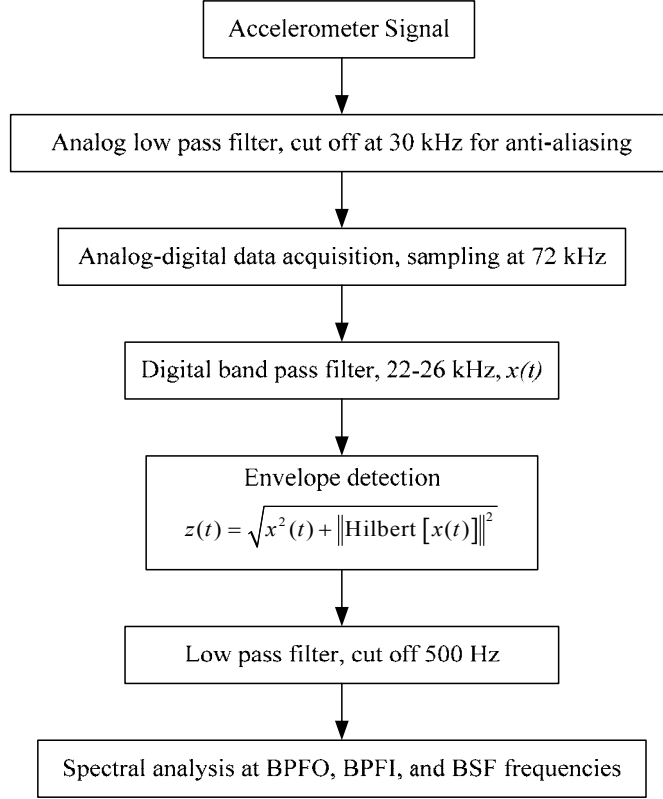 Accelerometer Signal
Analog low pass filter, cut off at 30 kHz for anti-aliasing
Analog-digital data acquisition, sampling at 72 kHz
Digital band pass filter, 22-26 kHz, x(t)
Envelope detection
z(t) = √(x²(t) + ‖Hilbert [x(t)]‖²)
Low pass filter, cut off 500 Hz
Spectral analysis at BPFO, BPFI, and BSF frequencies